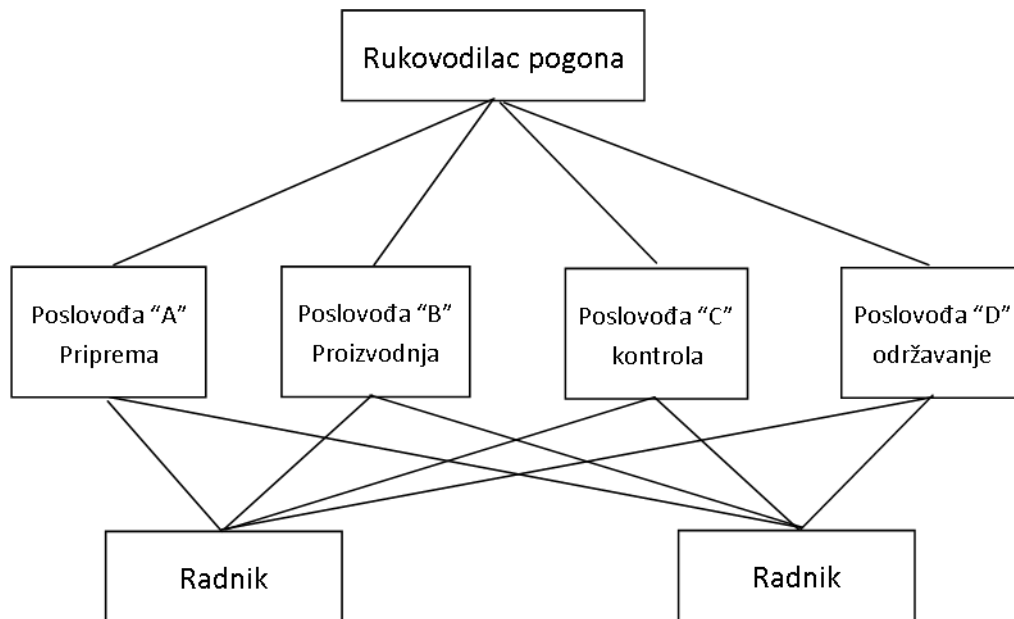 Rukovodilac pogona
Poslovođa “A”
Priprema
Poslovođa “B”
Proizvodnja
Poslovođa “C”
kontrola
Poslovođa “D”
održavanje
Radnik
Radnik